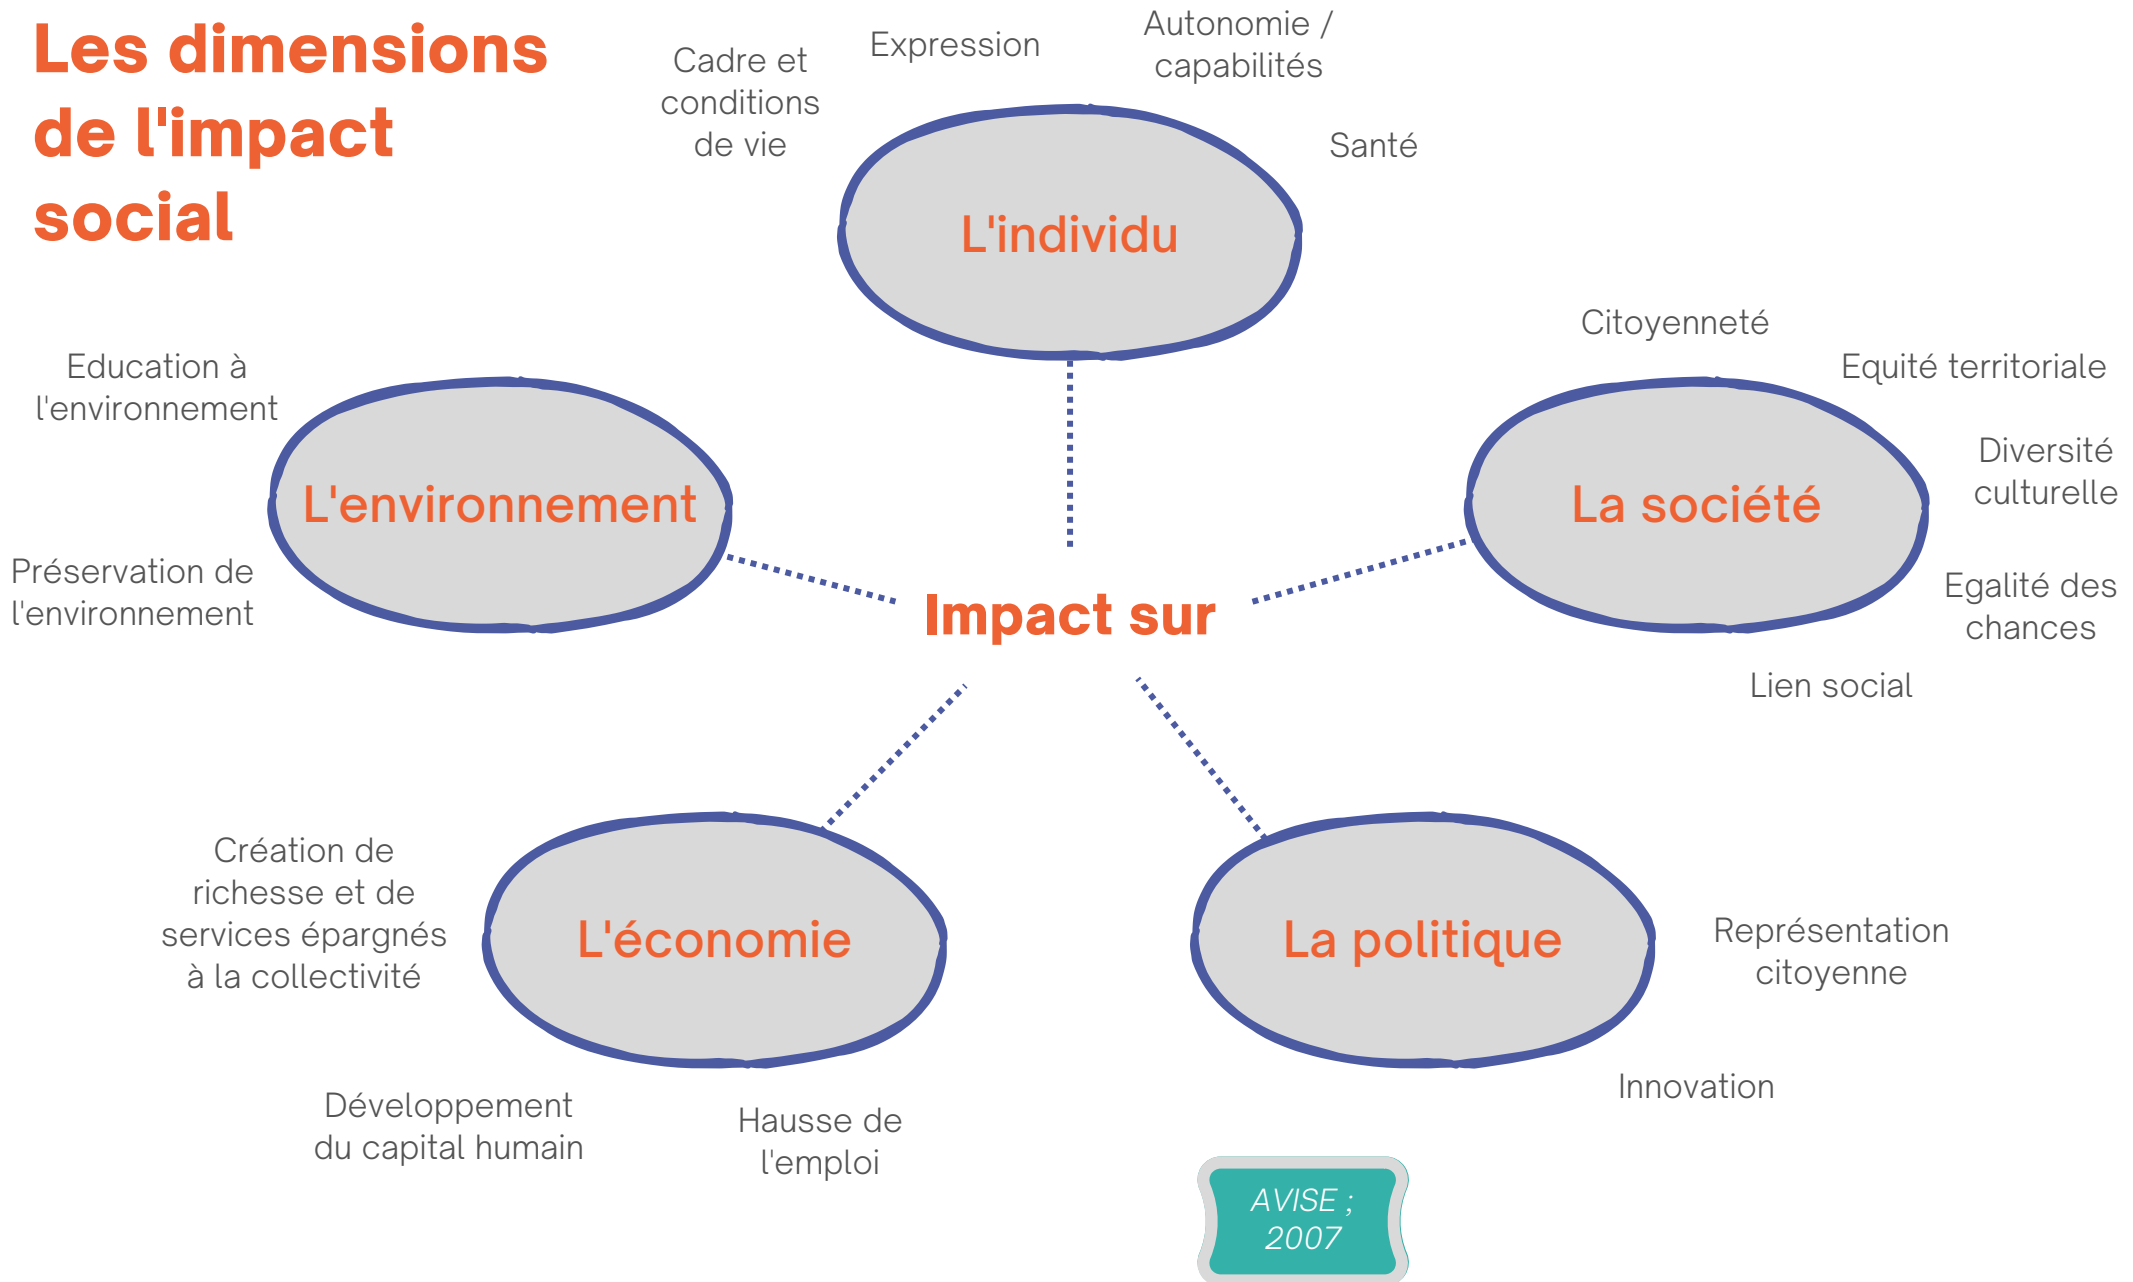 Les dimensions
de l'impact
social
Cadre et
conditions
de vie
Expression
Autonomie /
capabilités
Santé
L'individu
Citoyenneté
Equité territoriale
Diversité
culturelle
Egalité des
chances
Lien social
La société
Education à
l'environnement
Préservation de
l'environnement
L'environnement
Impact sur
Création de
richesse et de
services épargnés
à la collectivité
Développement
du capital humain
Hausse de
l'emploi
L'économie
La politique
Représentation
citoyenne
Innovation
AVISE ;
2007